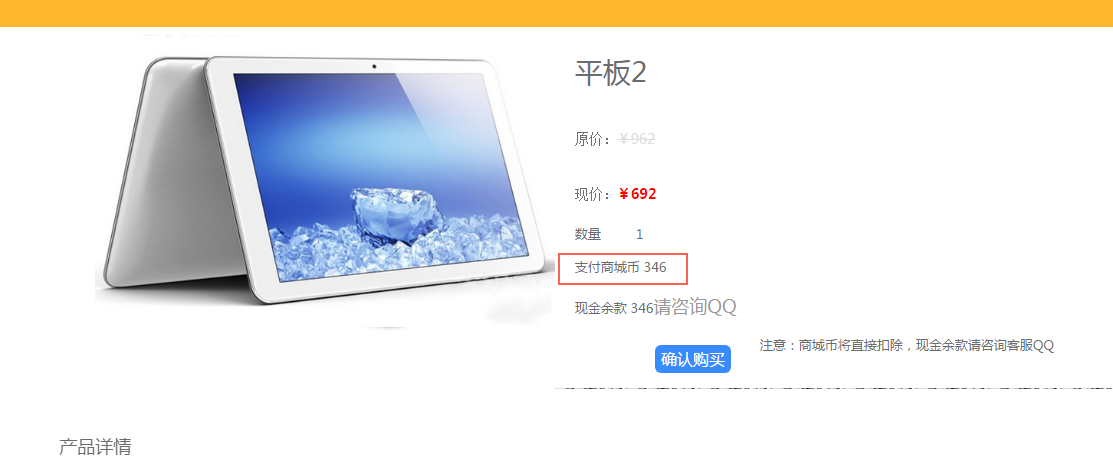 平板2
原价：￥962
现价：￥692
数量 1
支付商城币 346
现金余款 346请咨询QQ
确认购买 注意：商城币将直接扣除，现金余款请咨询客服QQ
产品详情